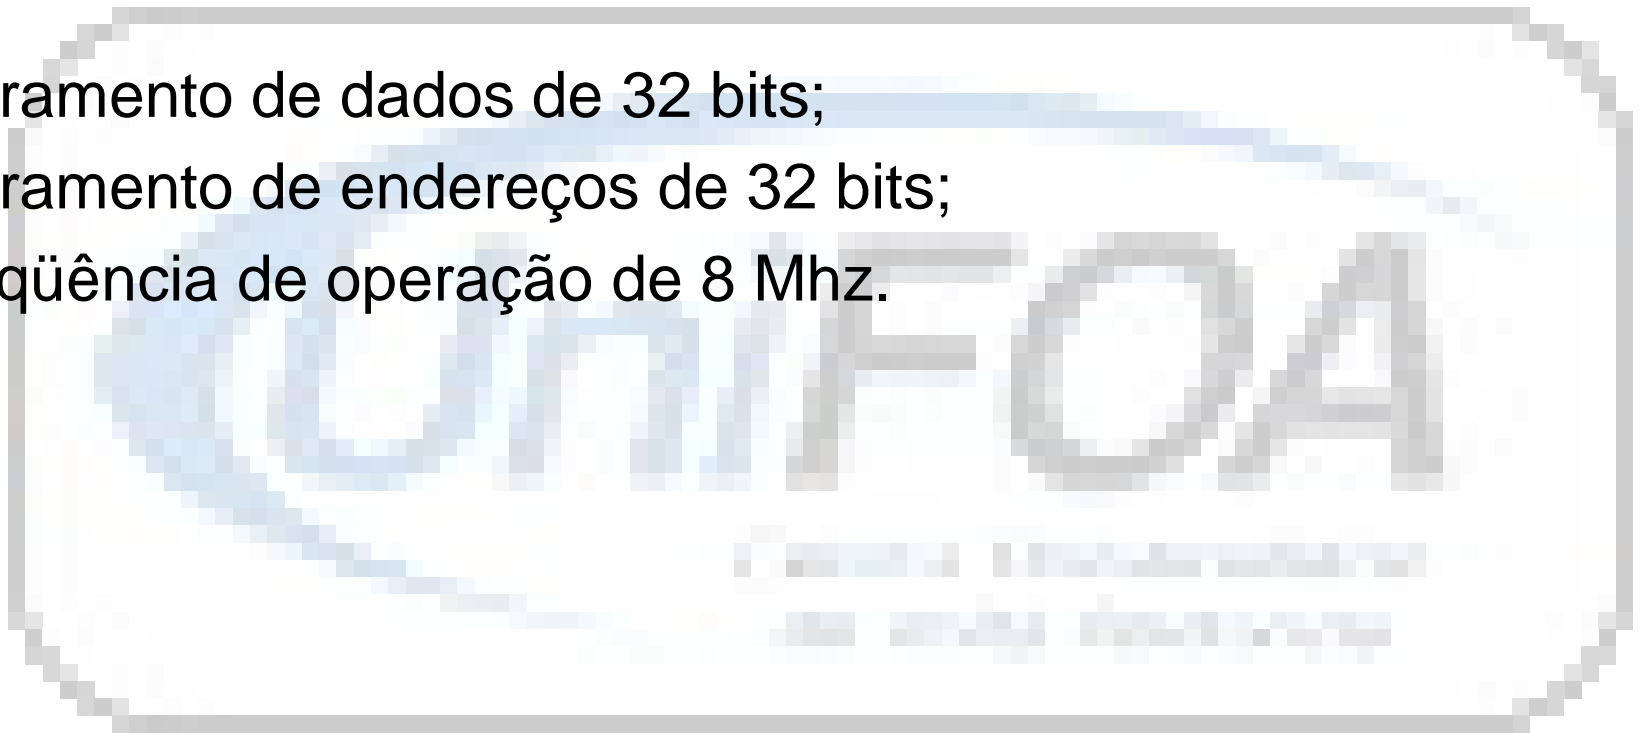 ramento de dados de 32 bits;
ramento de endereços de 32 bits;
qüência de operação de 8 Mhz.
UniFOA